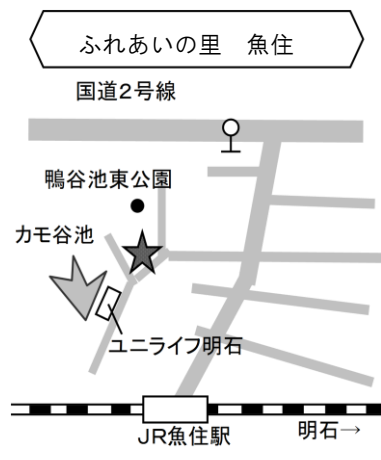 ふれあいの里　魚住
国道2号線
鴨谷池東公園
カモ谷池
ユニライフ明石
JR魚住駅
明石→